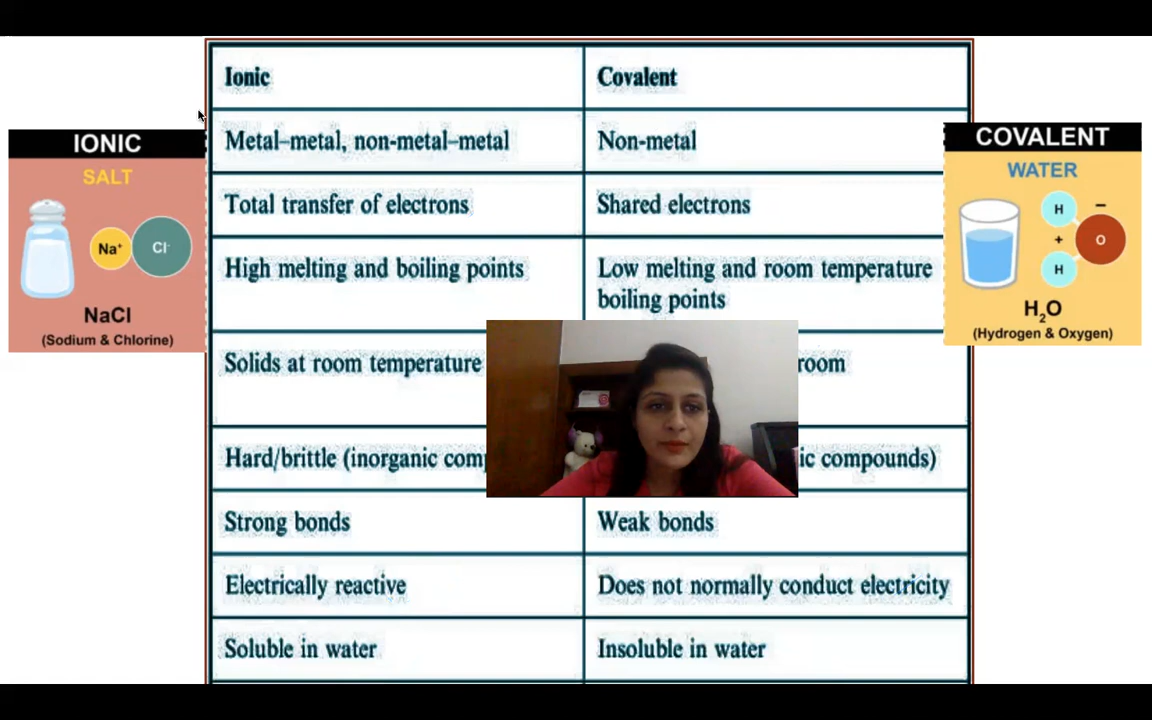 Ionic
Covalent
Metal–metal, non-metal–metal
Non-metal
Total transfer of electrons
Shared electrons
High melting and boiling points
Low melting and room temperature
boiling points
Solids at room temperature
room
Hard/brittle (inorganic
compounds)
Strong bonds
Weak bonds
Electrically reactive
Does not normally conduct electricity
Soluble in water
Insoluble in water
IONIC
SALT
Na+
Cl-
NaCl
(Sodium & Chlorine)
COVALENT
WATER
H
–
+
O
H
H2O
(Hydrogen & Oxygen)